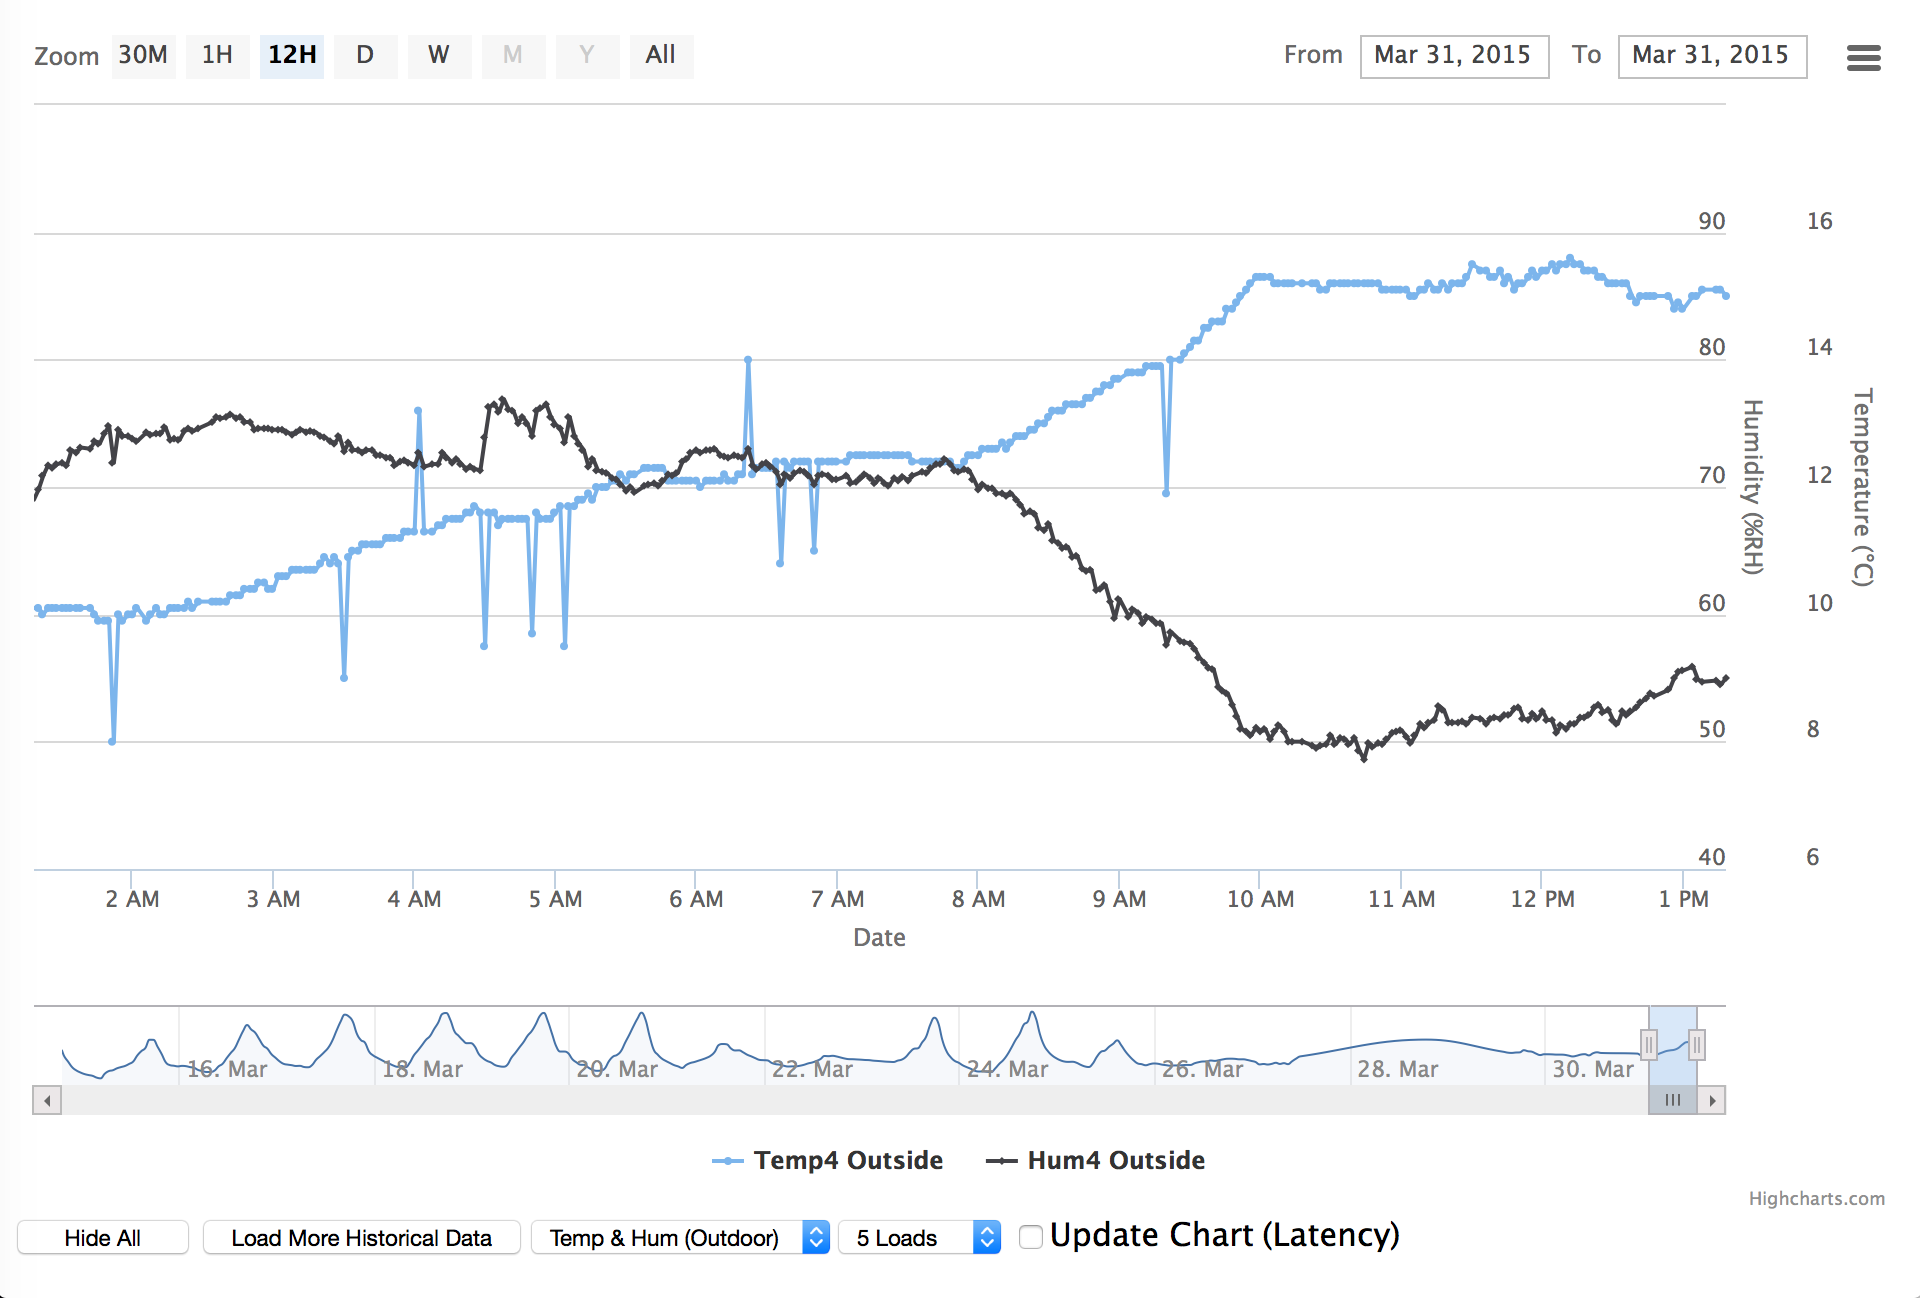 Zoom 30M 1H 12H D W M Y All From Mar 31, 2015 To Mar 31, 2015
90 16
80 14
70 12
60 10
50 8
40 6
Humidity (%RH)
Temperature (°C)
2 AM 3 AM 4 AM 5 AM 6 AM 7 AM 8 AM 9 AM 10 AM 11 AM 12 PM 1 PM
Date
16. Mar 18. Mar 20. Mar 22. Mar 24. Mar 26. Mar 28. Mar 30. Mar
Temp4 Outside Hum4 Outside
Highcharts.com
Hide All Load More Historical Data Temp & Hum (Outdoor) 5 Loads Update Chart (Latency)